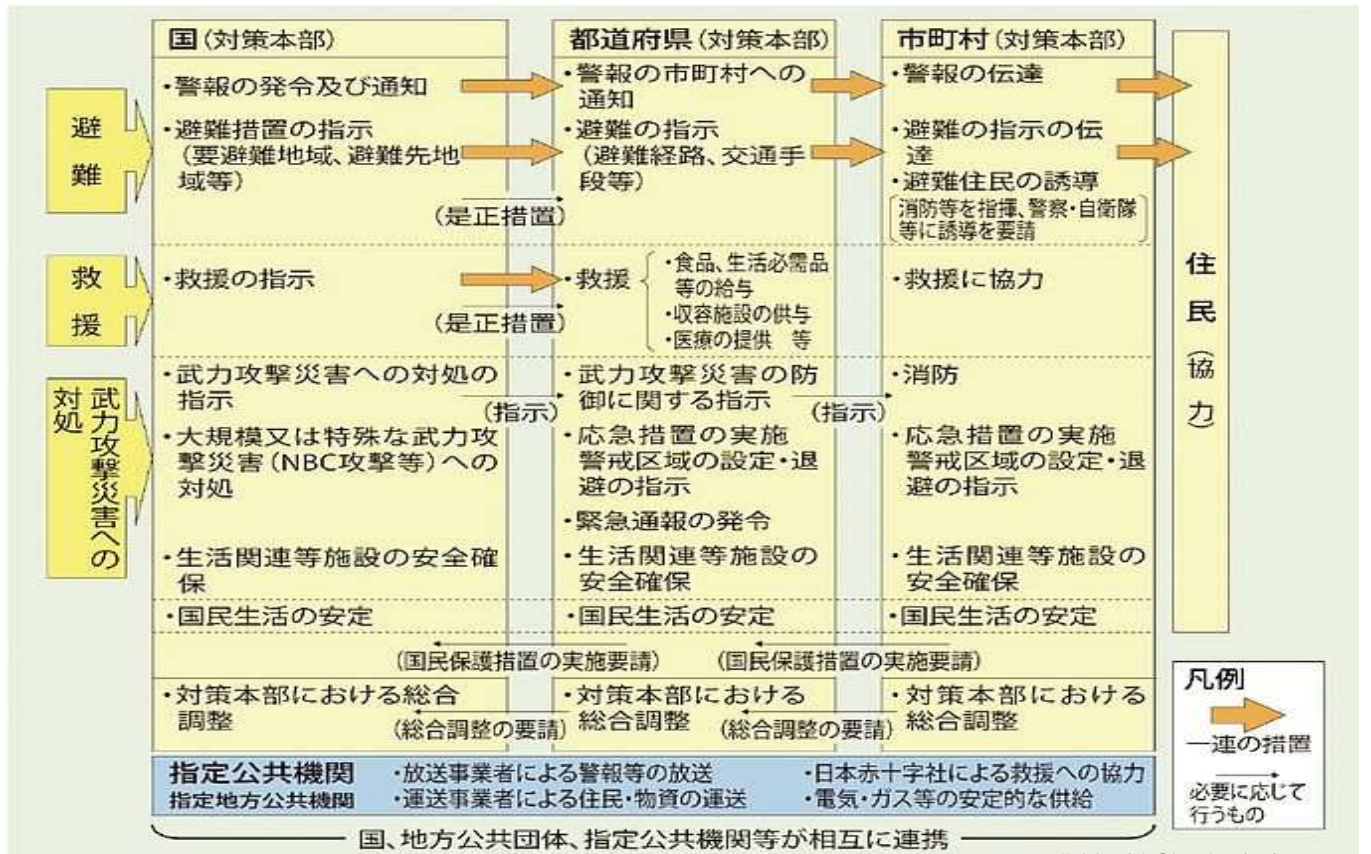 国(対策本部)
都道府県(対策本部)
市町村(対策本部)
避難
・警報の発令及び通知
・警報の市町村への
通知
・警報の伝達
・避難措置の指示
(要避難地域、避難先地
域等)
・避難の指示
(避難経路、交通手
段等)
・避難の指示の伝
達
・避難住民の誘導
消防等を指揮、警察・自衛隊
等に誘導を要請
(是正措置)
救援
・救援の指示
・救援
・食品、生活必需品
等の給与
・収容施設の供与
・医療の提供 等
・救援に協力
(是正措置)
武力攻撃災害への
対処
・武力攻撃災害への対処の
指示
(指示)
・武力攻撃災害の防
御に関する指示
(指示)
・消防
・大規模又は特殊な武力攻
撃災害(NBC攻撃等)への
対処
・応急措置の実施
警戒区域の設定・退
避の指示
・応急措置の実施
警戒区域の設定・退
避の指示
・緊急通報の発令
・生活関連等施設の安全確
保
・生活関連等施設の
安全確保
・生活関連等施設の
安全確保
・国民生活の安定
・国民生活の安定
・国民生活の安定
(国民保護措置の実施要請)
(国民保護措置の実施要請)
・対策本部における総合
調整
・対策本部における
総合調整
・対策本部における
総合調整
(総合調整の要請)
(総合調整の要請)
住民(協力)
凡例
一連の措置
必要に応じて
行うもの
指定公共機関
指定地方公共機関
・放送事業者による警報等の放送
・日本赤十字社による救援への協力
・運送事業者による住民・物資の運送
・電気・ガス等の安定的な供給
国、地方公共団体、指定公共機関等が相互に連携